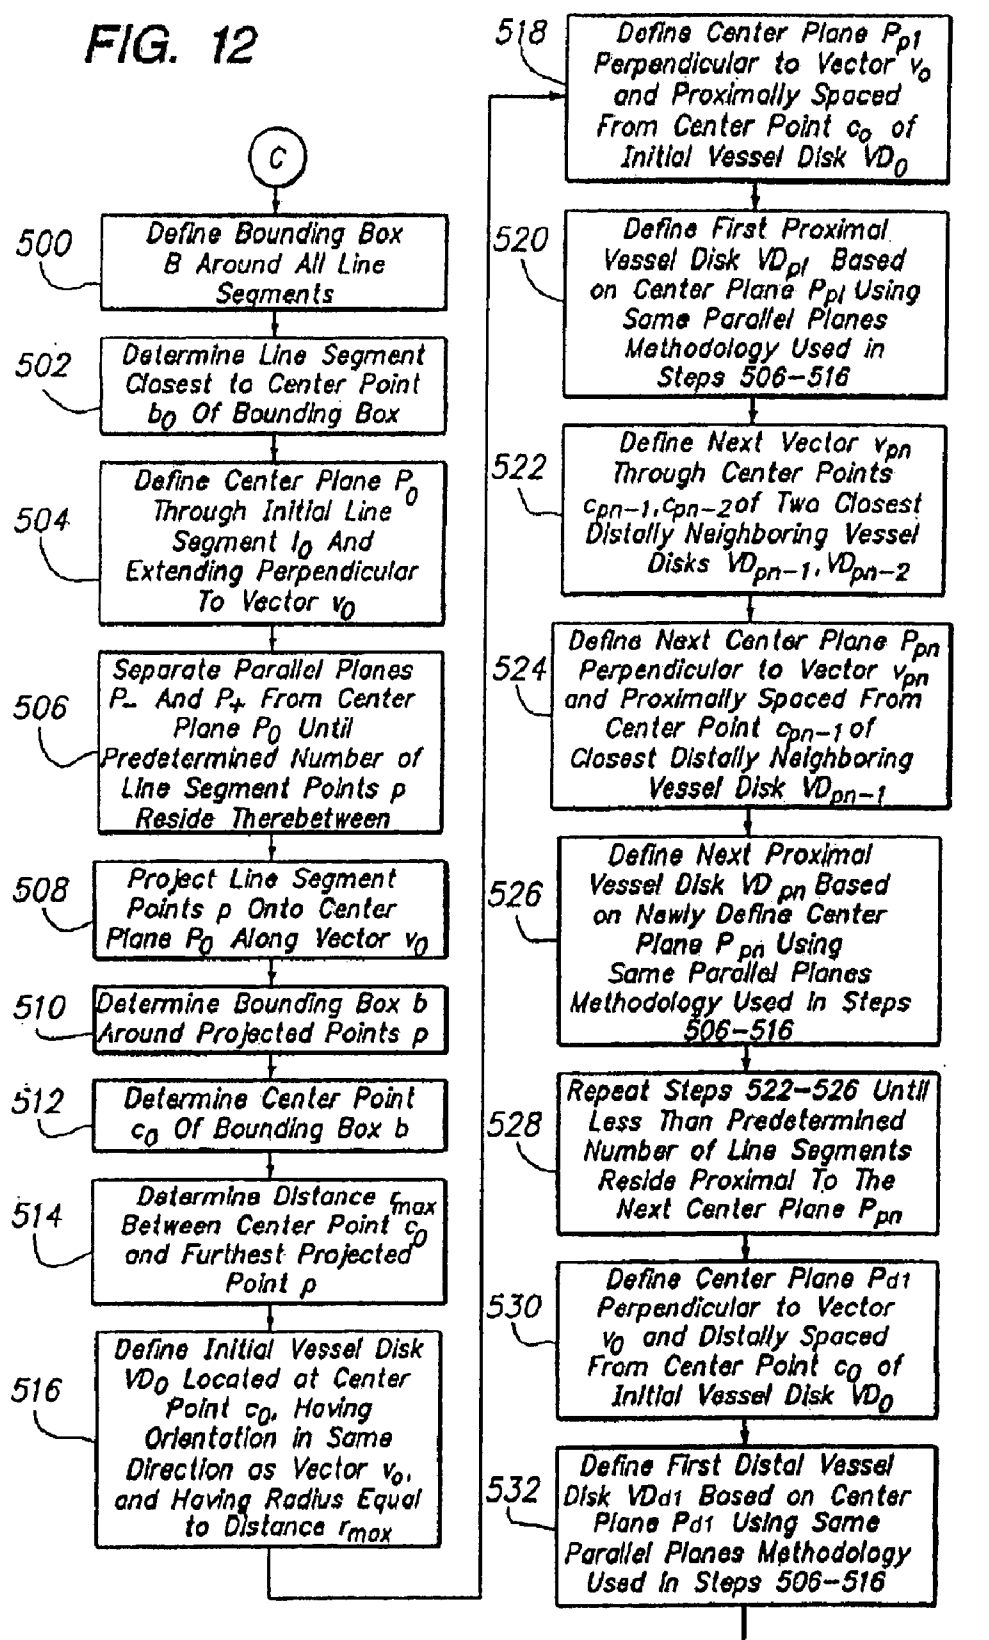 FIG. 12
C
500
Define Bounding Box
B Around All Line
Segments
502
Determine Line Segment
Closest to Center Point
b0 Of Bounding Box
504
Define Center Plane P0
Through Initial Line
Segment l0 And
Extending Perpendicular
To Vector v0
506
Separate Parallel Planes
P- And P+ From Center
Plane P0 Until
Predetermined Number of
Line Segment Points p
Reside Therebetween
508
Project Line Segment
Points p Onto Center
Plane P0 Along Vector v0
510
Determine Bounding Box b
Around Projected Points p
512
Determine Center Point
c0 Of Bounding Box b
514
Determine Distance rmax
Between Center Point c0
and Furthest Projected
Point p
516
Define Initial Vessel Disk
VD0 Located at Center
Point c0, Having
Orientation in Same
Direction as Vector vo,
and Having Radius Equal
to Distance rmax
518
Define Center Plane Pp1
Perpendicular to Vector vo
and Proximally Spaced
From Center Point co of
Initial Vessel Disk VD0
520
Define First Proximal
Vessel Disk VDpl Based
on Center Plane Ppl Using
Same Parallel Planes
Methodology Used in
Steps 506-516
522
Define Next Vector vpn
Through Center Points
cpn-1, cpn-2 of Two Closest
Distally Neighboring Vessel
Disks VDpn-1, VDpn-2
524
Define Next Center Plane Ppn
Perpendicular to Vector vpn
and Proximally Spaced From
Center Point cpn-1 of
Closest Distally Neighboring
Vessel Disk VDpn-1
526
Define Next Proximal
Vessel Disk VDpn Based
on Newly Define Center
Plane Ppn Using
Same Parallel Planes
Methodology Used In Steps
506-516
528
Repeat Steps 522-526 Until
Less Than Predetermined
Number of Line Segments
Reside Proximal To The
Next Center Plane Ppn
530
Define Center Plane Pd1
Perpendicular to Vector
v0 and Distally Spaced
From Center Point c0 of
Initial Vessel Disk VD0
532
Define First Distal Vessel
Disk VDd1 Based on Center
Plane Pd1 Using Same
Parallel Planes Methodology
Used In Steps 506-516